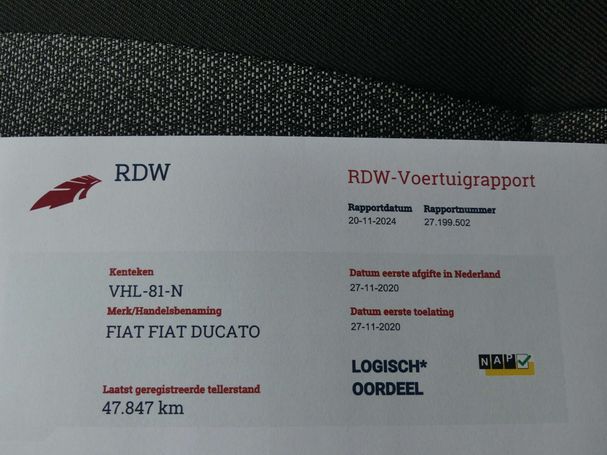 RDW
RDW-Voertuigrapport
Rapportdatum Rapportnummer
20-11-2024 27.199.502
Kenteken
VHL-81-N
Merk/Handelsbenaming
FIAT FIAT DUCATO
Laatst geregistreerde tellerstand
47.847 km
Datum eerste afgifte in Nederland
27-11-2020
Datum eerste toelating
27-11-2020
LOGISCH*
OORDEEL
NAP